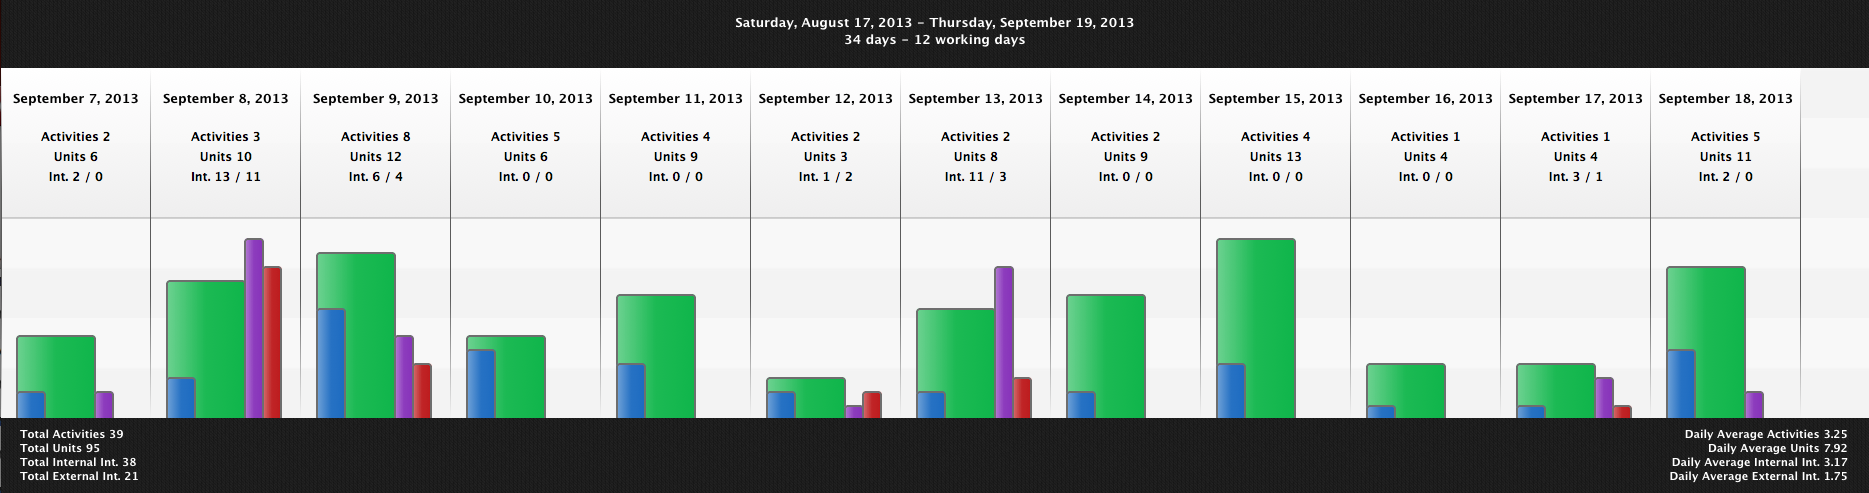 Saturday, August 17, 2013 – Thursday, September 19, 2013
34 days – 12 working days
September 7, 2013
Activities 2
Units 6
Int. 2 / 0
September 8, 2013
Activities 3
Units 10
Int. 13 / 11
September 9, 2013
Activities 8
Units 12
Int. 6 / 4
September 10, 2013
Activities 5
Units 6
Int. 0 / 0
September 11, 2013
Activities 4
Units 9
Int. 0 / 0
September 12, 2013
Activities 2
Units 3
Int. 1 / 2
September 13, 2013
Activities 2
Units 8
Int. 11 / 3
September 14, 2013
Activities 2
Units 9
Int. 0 / 0
September 15, 2013
Activities 4
Units 13
Int. 0 / 0
September 16, 2013
Activities 1
Units 4
Int. 0 / 0
September 17, 2013
Activities 1
Units 4
Int. 3 / 1
September 18, 2013
Activities 5
Units 11
Int. 2 / 0
Total Activities 39
Total Units 95
Total Internal Int. 38
Total External Int. 21
Daily Average Activities 3.25
Daily Average Units 7.92
Daily Average Internal Int. 3.17
Daily Average External Int. 1.75